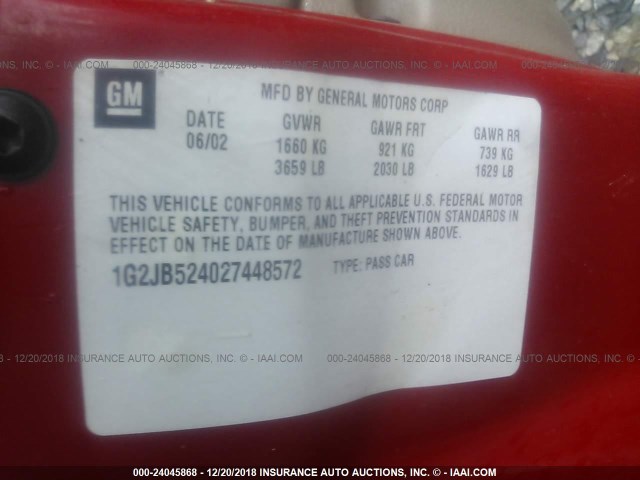 GM
MFD BY GENERAL MOTORS CORP
DATE GVWR GAWR FRT GAWR RR
06/02 1660 KG 921 KG 739 KG
3659 LB 2030 LB 1629 LB
THIS VEHICLE CONFORMS TO ALL APPLICABLE U.S. FEDERAL MOTOR
VEHICLE SAFETY, BUMPER, AND THEFT PREVENTION STANDARDS IN
EFFECT ON THE DATE OF MANUFACTURE SHOWN ABOVE.
1G2JB524027448572 TYPE: PASS CAR
000-24045868 - 12/20/2018 INSURANCE AUTO AUCTIONS, INC. © - IAAI.COM